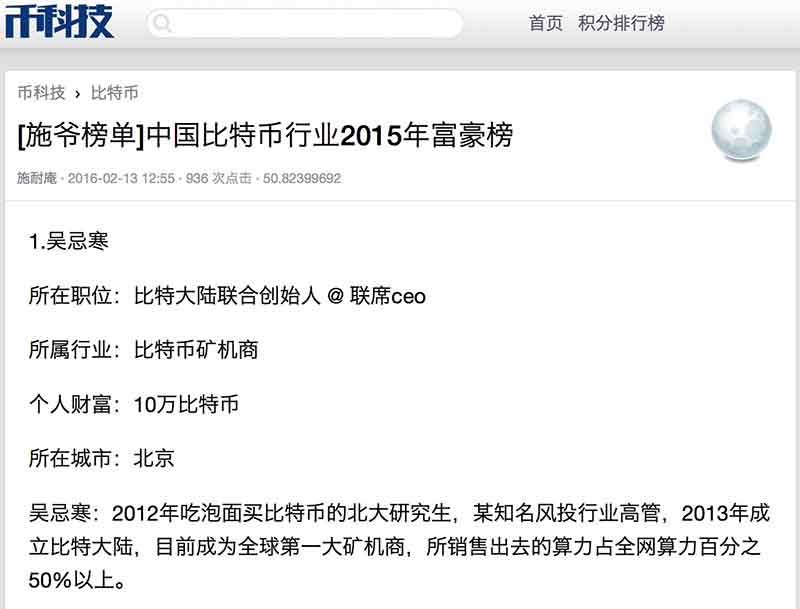 币科技
首页 积分排行榜
币科技 › 比特币
[施爷榜单]中国比特币行业2015年富豪榜
施耐庵 · 2016-02-13 12:55 · 936 次点击 · 50.82399692
1.吴忌寒
所在职位：比特大陆联合创始人 @ 联席ceo
所属行业：比特币矿机商
个人财富：10万比特币
所在城市：北京
吴忌寒：2012年吃泡面买比特币的北大研究生，某知名风投行业高管，2013年成
立比特大陆，目前成为全球第一大矿机商，所销售出去的算力占全网算力百分之
50%以上。